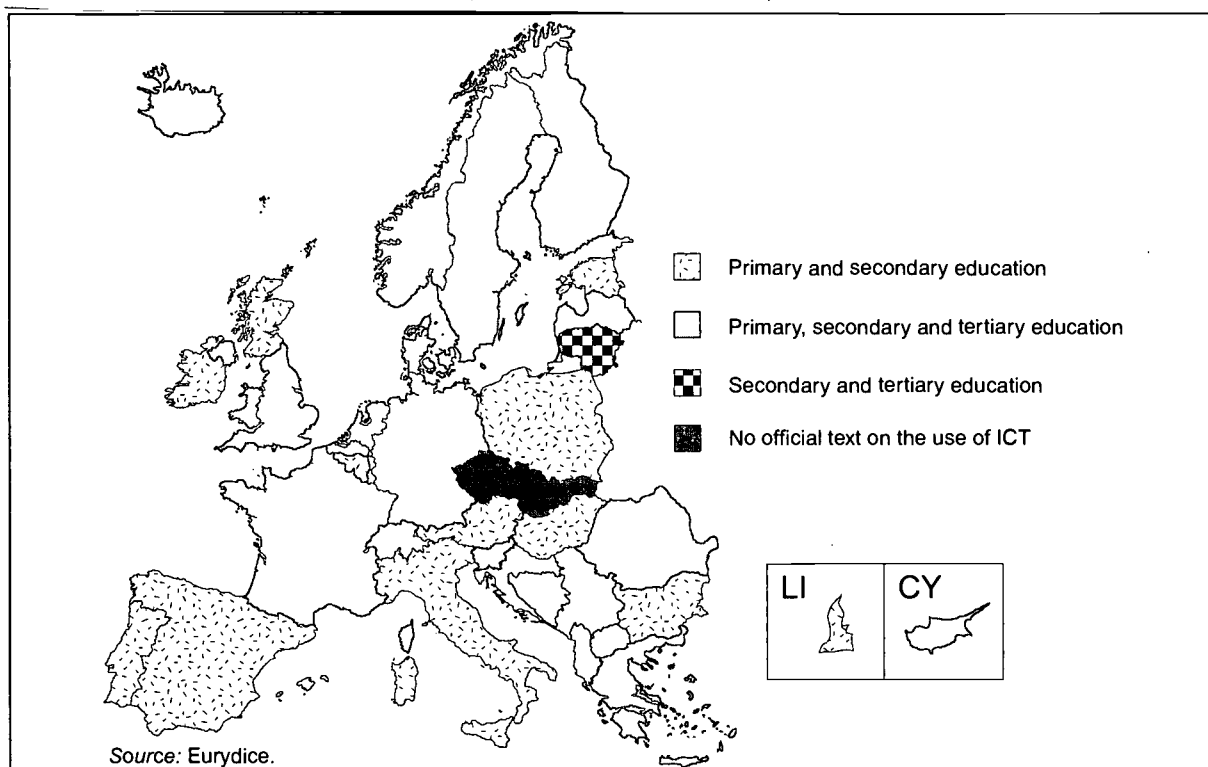 Primary and secondary education
Primary, secondary and tertiary education
Secondary and tertiary education
No official text on the use of ICT
LI
CY
Source: Eurydice.